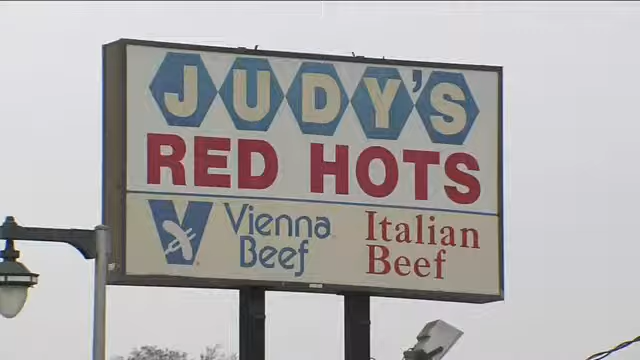 JUDY'S
RED HOTS
V
Vienna
Beef
Italian
Beef